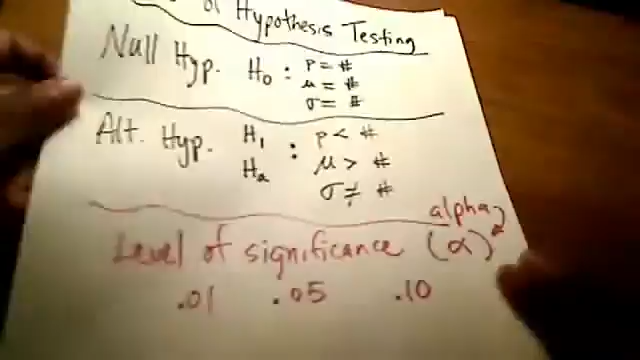 of Hypothesis Testing
Null Hyp. H₀ : p = #
μ = #
σ = #
Alt. Hyp. H₁ : p < #
Hₐ μ > #
σ ≠ #
alpha
Level of significance (α)
.01 .05 .10